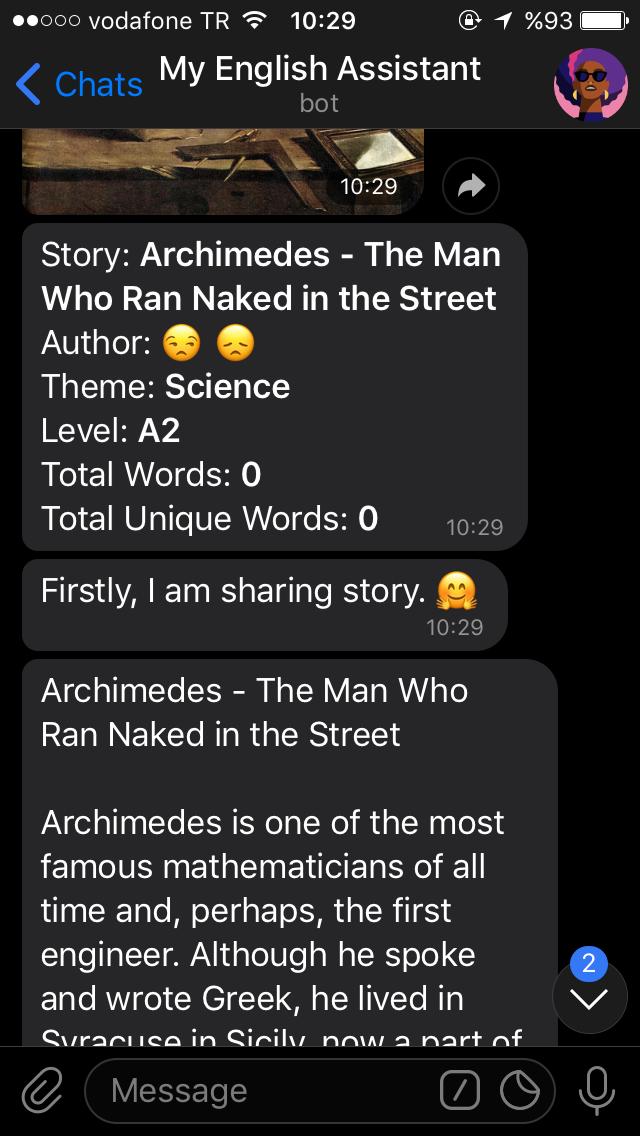 vodafone TR 10:29 %93
Chats My English Assistant
bot
10:29
Story: Archimedes - The Man
Who Ran Naked in the Street
Author: 😒 😞
Theme: Science
Level: A2
Total Words: 0
Total Unique Words: 0 10:29
Firstly, I am sharing story. 🤗
10:29
Archimedes - The Man Who
Ran Naked in the Street
Archimedes is one of the most
famous mathematicians of all
time and, perhaps, the first
engineer. Although he spoke
and wrote Greek, he lived in
2
Syracuse in Sicily, now a part of
Message